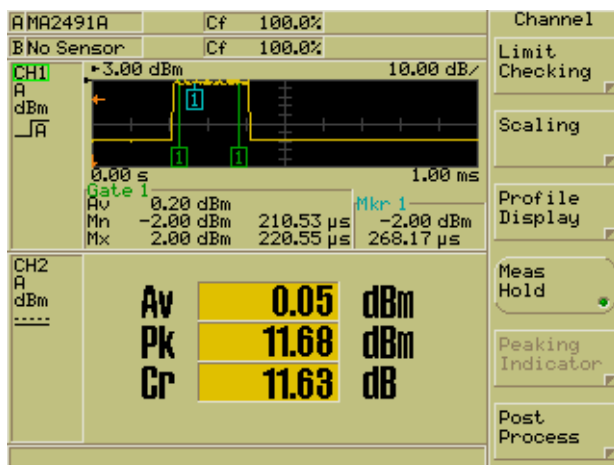 A MA2491A Cf 100.0%
B No Sensor Cf 100.0%
CH1
A
dBm
A
3.00 dBm 10.00 dB/
1
1 1
0.00 s 1.00 ms
Gate 1
Av 0.20 dBm
Mn -2.00 dBm 210.53 µs
Mx 2.00 dBm 220.55 µs
Mkr 1
-2.00 dBm
268.17 µs
CH2
A
dBm
Av 0.05 dBm
Pk 11.68 dBm
Cr 11.63 dB
Channel
Limit
Checking
Scaling
Profile
Display
Meas
Hold
Peaking
Indicator
Post
Process